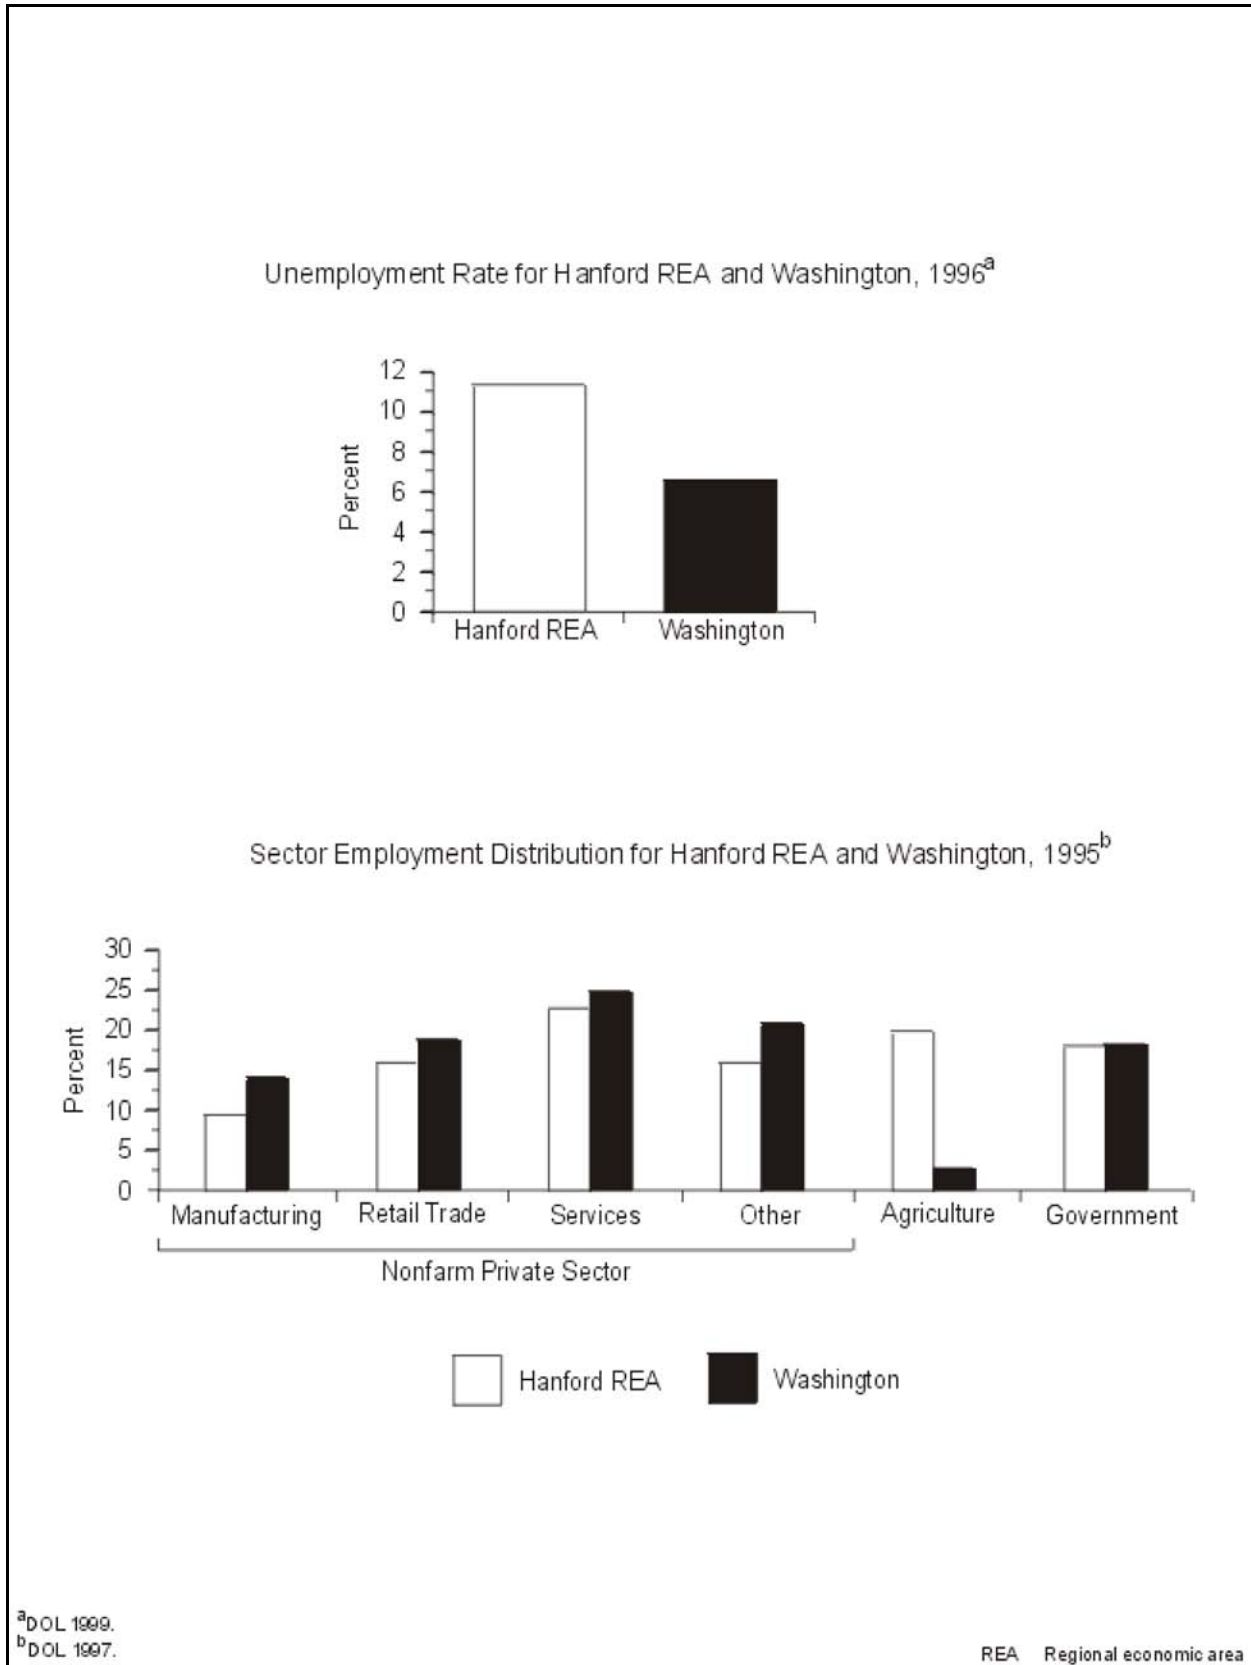 Unemployment Rate for Hanford REA and Washington, 1996a
12
10
8
6
4
2
0
Percent
Hanford REA Washington
Sector Employment Distribution for Hanford REA and Washington, 1995b
30
25
20
15
10
5
0
Percent
Manufacturing Retail Trade Services Other Agriculture Government
Nonfarm Private Sector
Hanford REA Washington
aDOL 1999.
bDOL 1997.
REA Regional economic area